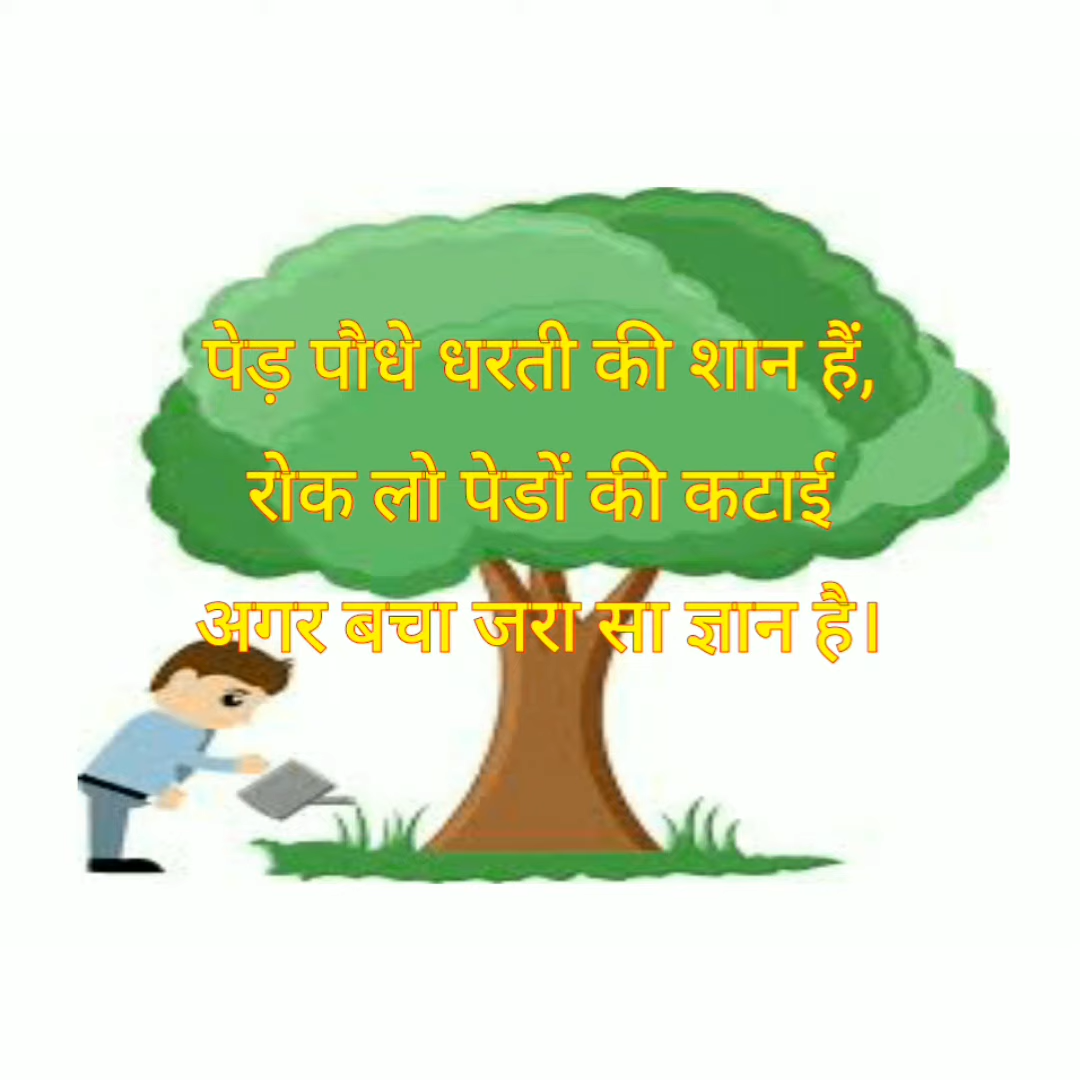 पेड़ पौधे धरती की शान हैं,
रोक लो पेडों की कटाई
अगर बचा जरा सा ज्ञान है।